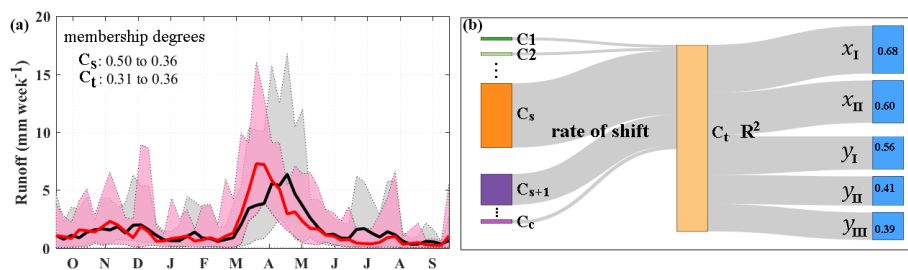 (a)
20
15
10
5
0
Runoff (mm week⁻¹)
membership degrees
Cs: 0.50 to 0.36
Ct: 0.31 to 0.36
O N D J F M A M J J A S
(b)
C1
C2
Cs
Cs+1
Cc
rate of shift
Ct R²
xI 0.68
xII 0.60
yI 0.56
yII 0.41
yIII 0.39